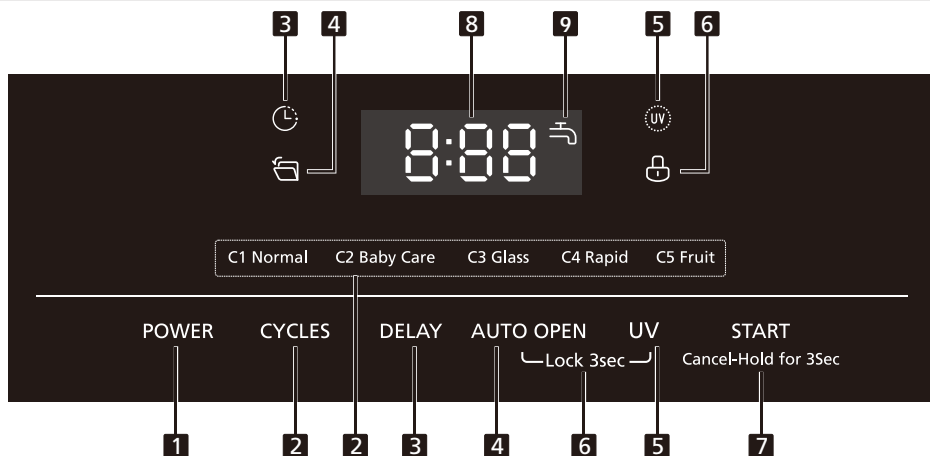 3 4 8 9 5 6
UV
8:88
C1 Normal C2 Baby Care C3 Glass C4 Rapid C5 Fruit
POWER CYCLES DELAY AUTO OPEN UV START
Lock 3sec Cancel-Hold for 3Sec
1 2 2 3 4 6 5 7